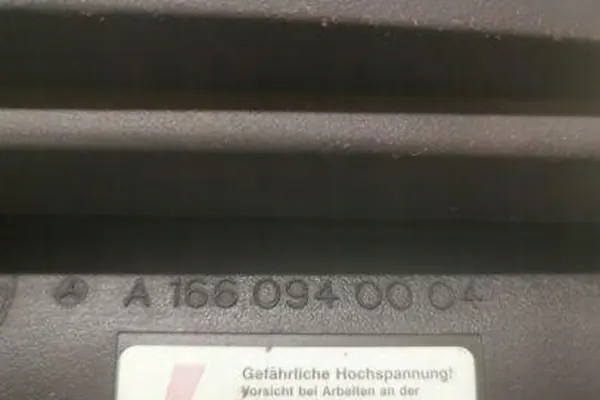 A 166 094 00 04
Gefährliche Hochspannung!
Vorsicht bei Arbeiten an der